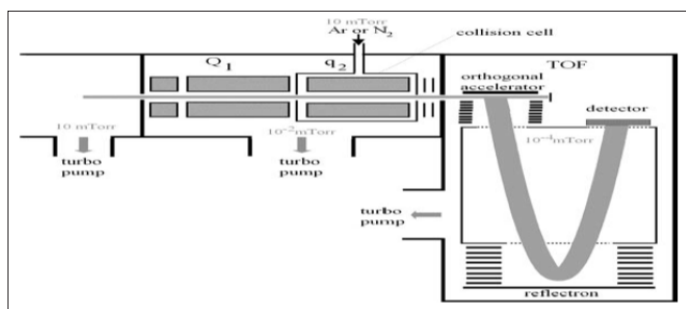 10 mTorr
Ar or N₂
collision cell
Q₁
q₂
TOF
orthogonal
accelerator
detector
10 mTorr
10⁻²mTorr
10⁻⁴mTorr
turbo
pump
turbo
pump
turbo
pump
reflectron